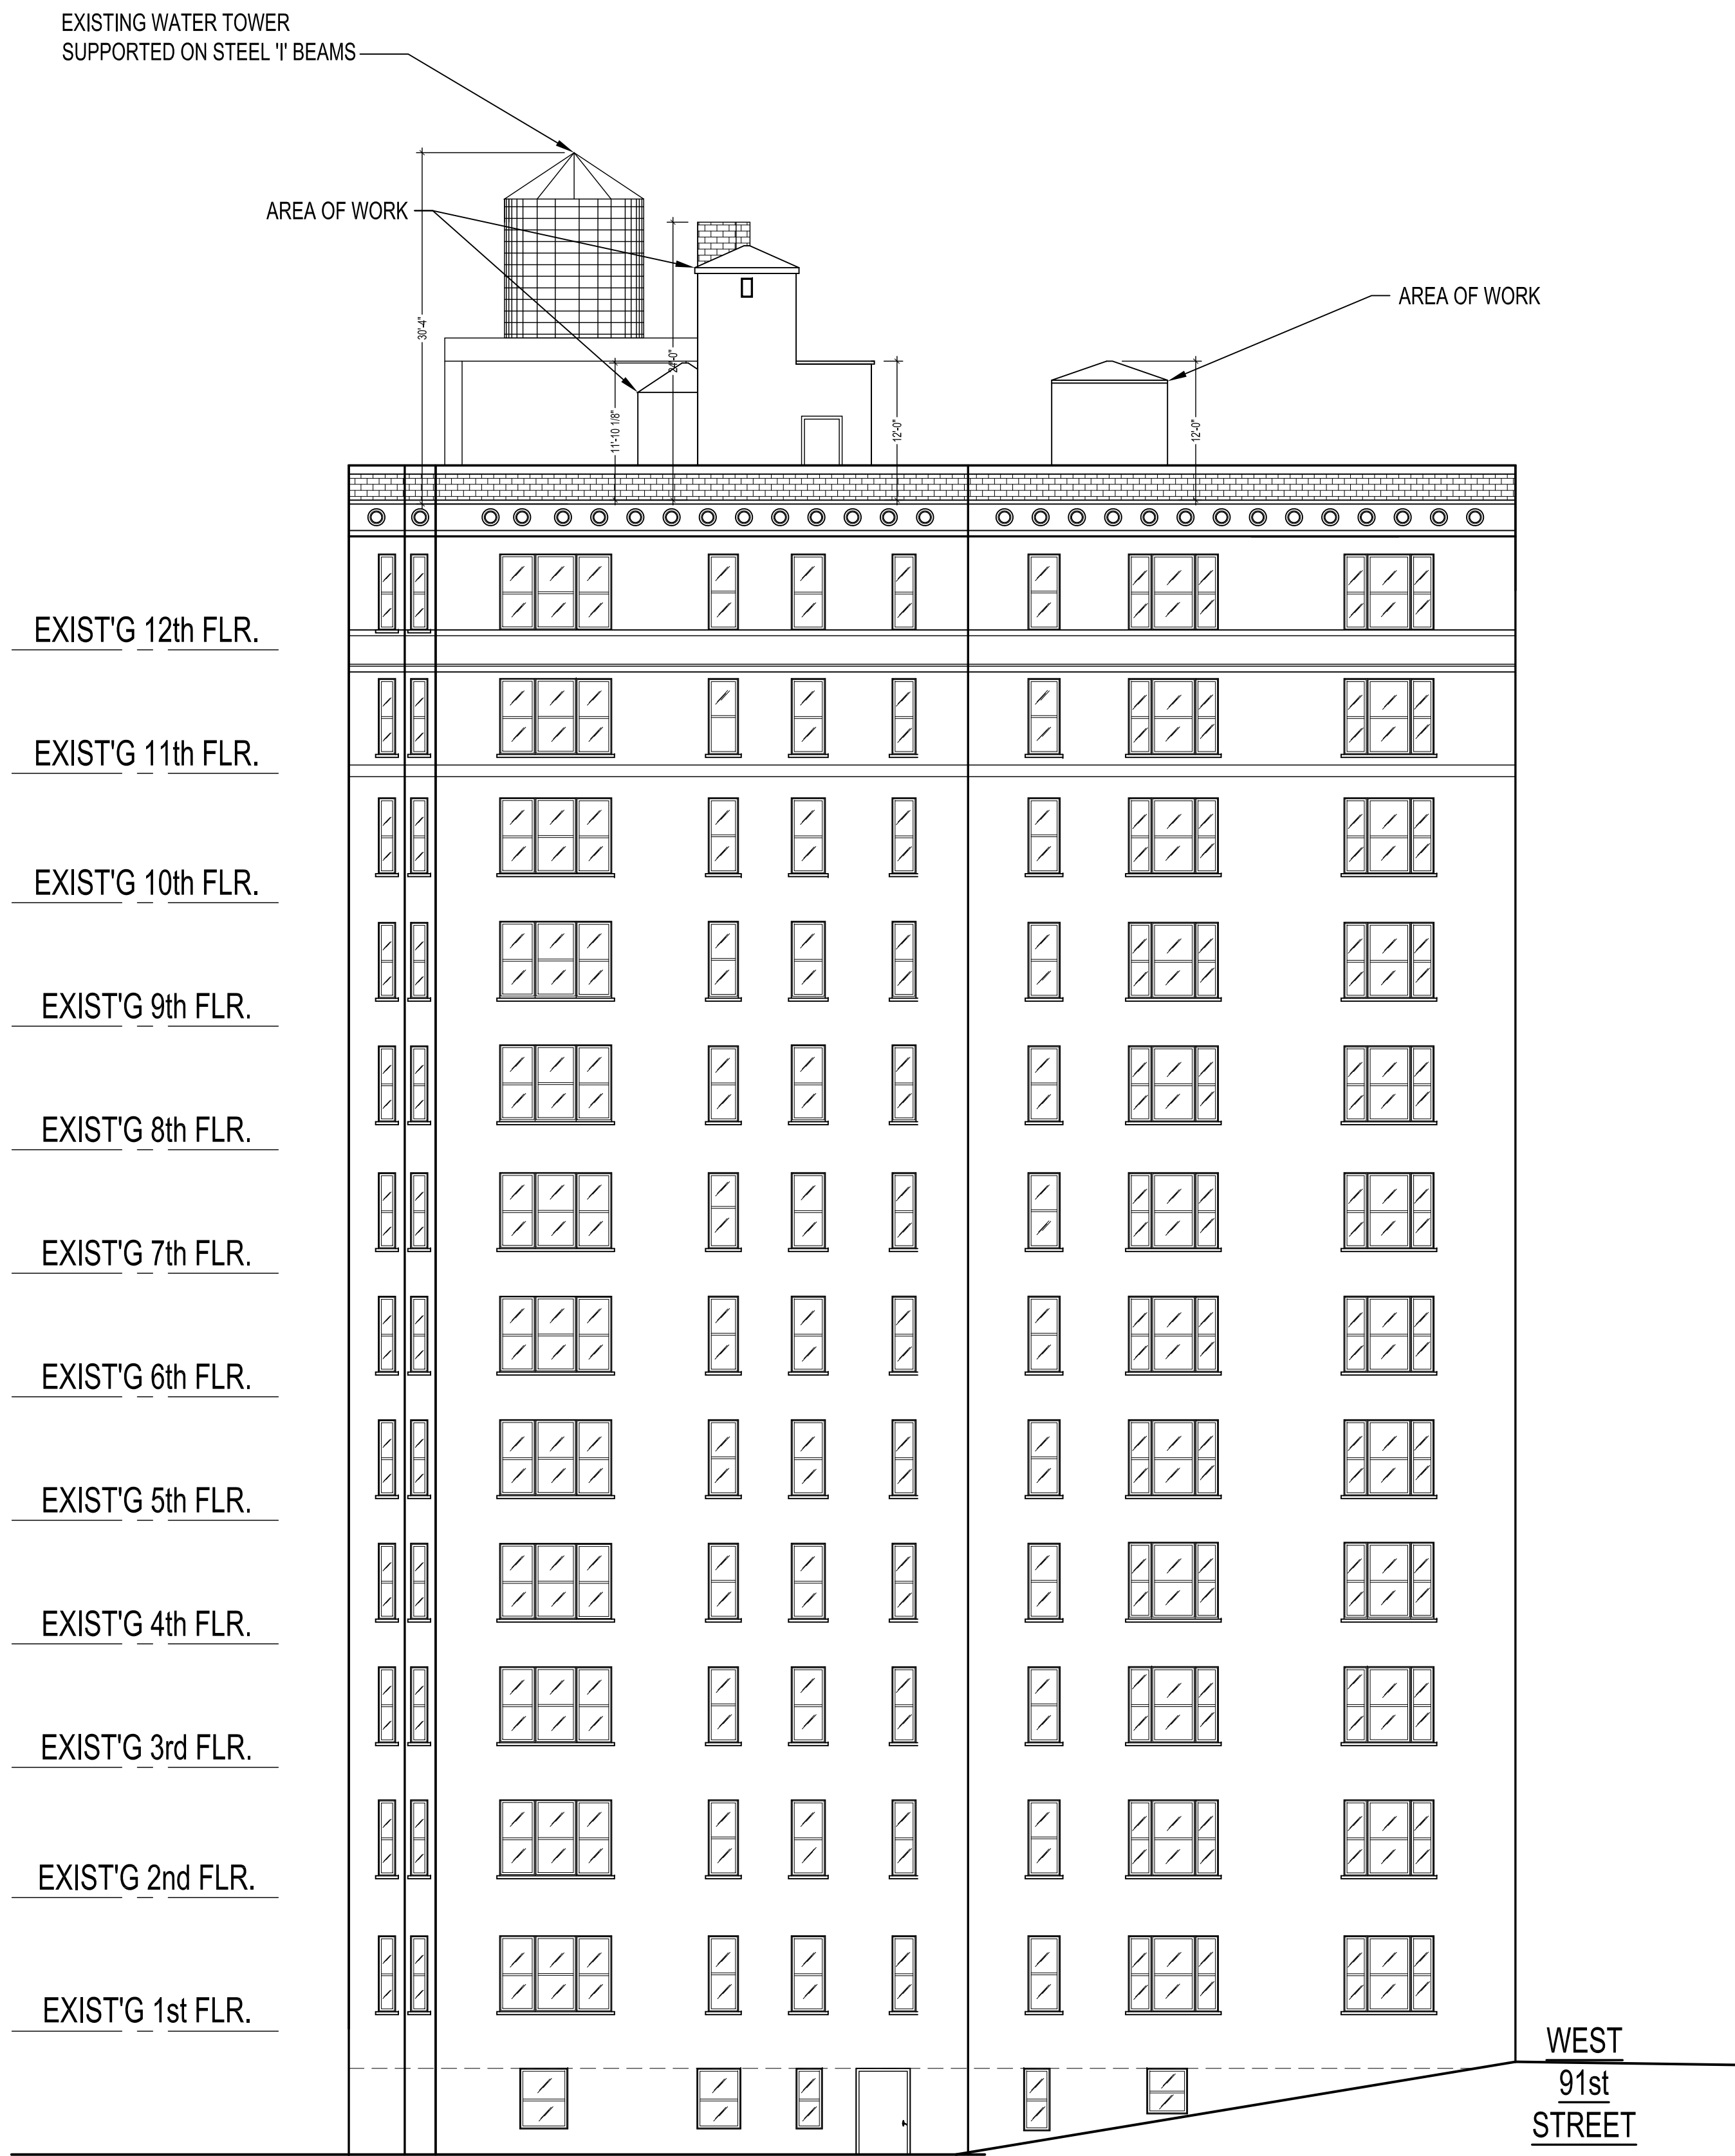 EXISTING WATER TOWER
SUPPORTED ON STEEL 'I' BEAMS
AREA OF WORK
AREA OF WORK
30'-4"
24'-0"
11'-10 1/8"
12'-0"
12'-0"
EXIST'G 12th FLR.
EXIST'G 11th FLR.
EXIST'G 10th FLR.
EXIST'G 9th FLR.
EXIST'G 8th FLR.
EXIST'G 7th FLR.
EXIST'G 6th FLR.
EXIST'G 5th FLR.
EXIST'G 4th FLR.
EXIST'G 3rd FLR.
EXIST'G 2nd FLR.
EXIST'G 1st FLR.
WEST
91st
STREET